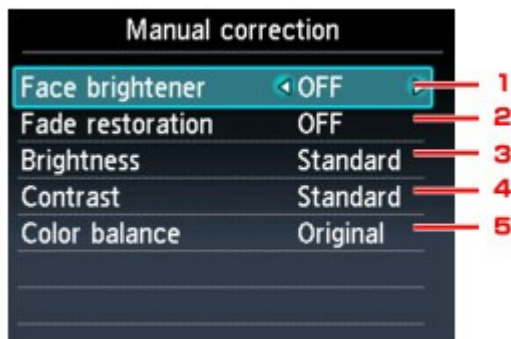 Manual correction
Face brightener OFF 1
Fade restoration OFF 2
Brightness Standard 3
Contrast Standard 4
Color balance Original 5